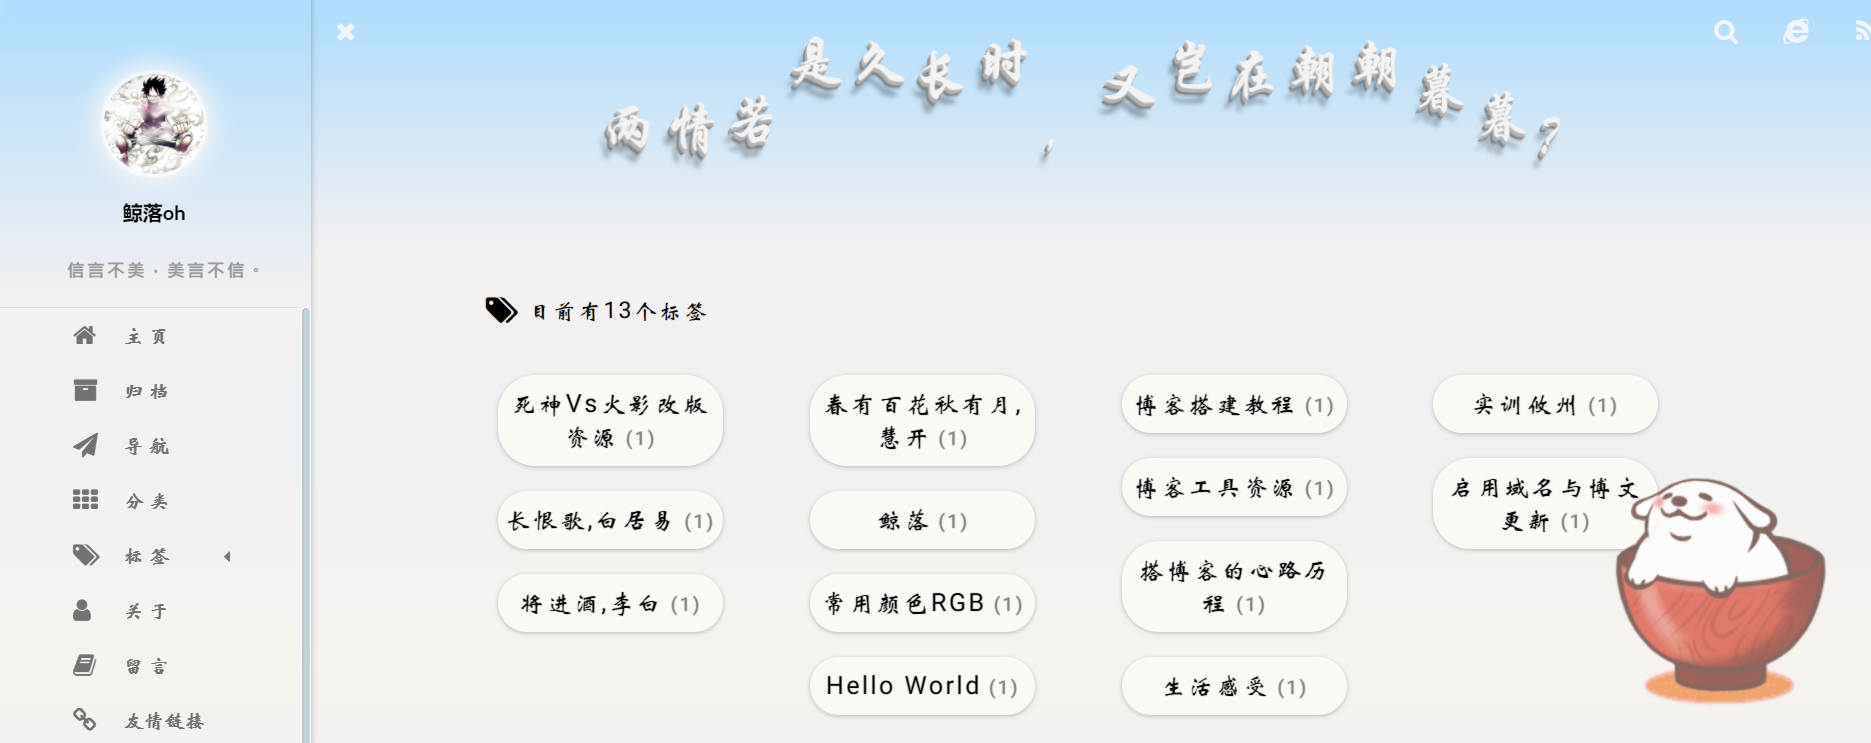 两情若是久长时，又岂在朝朝暮暮？
鲸落oh
信言不美 · 美言不信 。
主 頁
归 档
导 航
分 类
标 签
关 于
留 言
友情链接
目前有13个标签
死神Vs火影改版
资源 (1)
长恨歌,白居易 (1)
将进酒,李白 (1)
春有百花秋有月,
慧开 (1)
鲸落 (1)
常用颜色RGB (1)
Hello World (1)
博客搭建教程 (1)
博客工具资源 (1)
搭博客的心路历
程 (1)
生活感受 (1)
实训攸州 (1)
启用域名与博文
更新 (1)